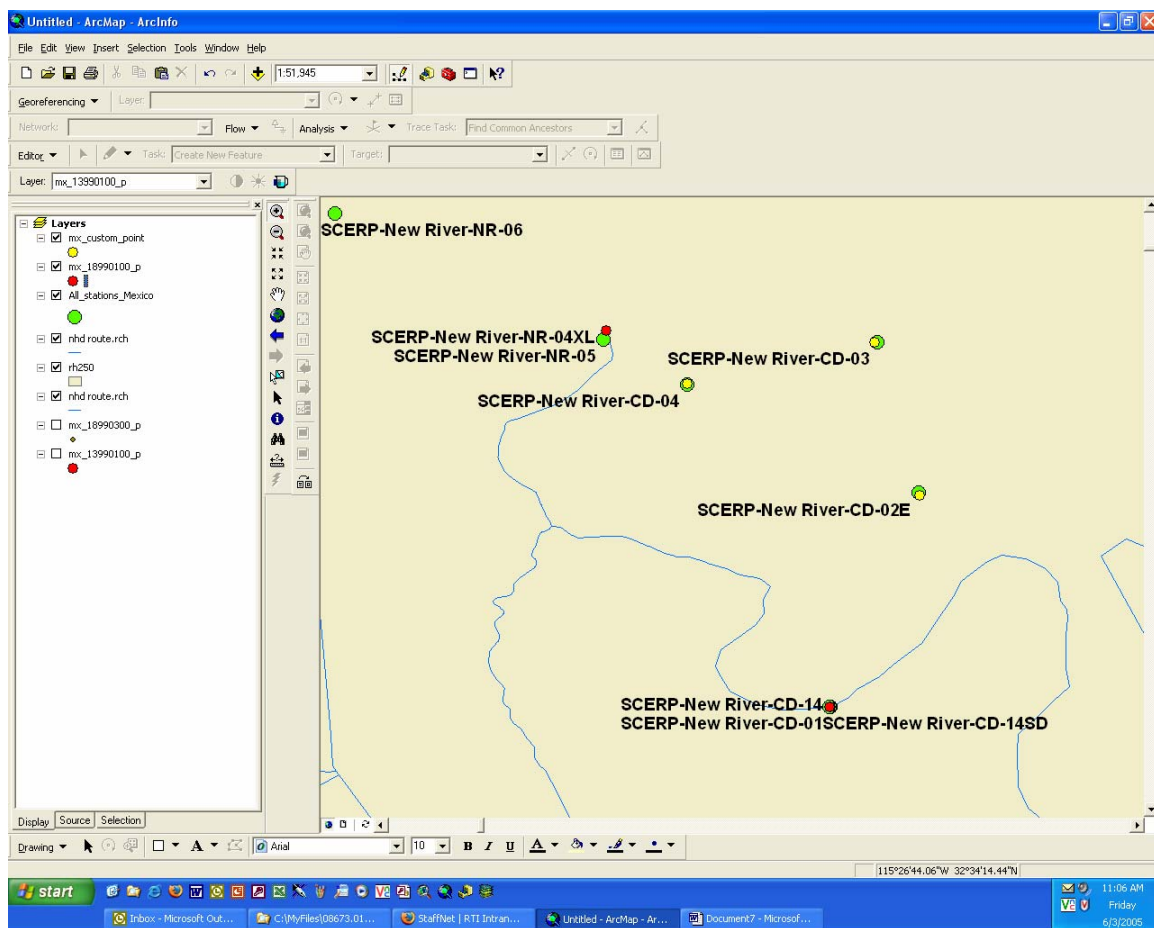 Untitled - ArcMap - ArcInfo
File Edit View Insert Selection Tools Window Help
1:51,945
Georeferencing Layer:
Network: Flow Analysis Trace Task: Find Common Ancestors
Editor Task: Create New Feature Target:
Layer: mx_13990100_p
Layers
mx_custom_point
mx_18990100_p
All_stations_Mexico
nhd route.rch
rh250
nhd route.rch
mx_18990300_p
mx_13990100_p
SCERP-New River-NR-06
SCERP-New River-NR-04XL
SCERP-New River-NR-05
SCERP-New River-CD-03
SCERP-New River-CD-04
SCERP-New River-CD-02E
SCERP-New River-CD-14
SCERP-New River-CD-01SCERP-New River-CD-14SD
Display Source Selection
Drawing A Arial 10 B I U A
115°26'44.06"W 32°34'14.44"N
start
11:06 AM
Friday
6/3/2005
Inbox - Microsoft Out... C:\MyFiles\08673.01... StaffNet | RTI Intran... Untitled - ArcMap - Ar... Document7 - Microsof...